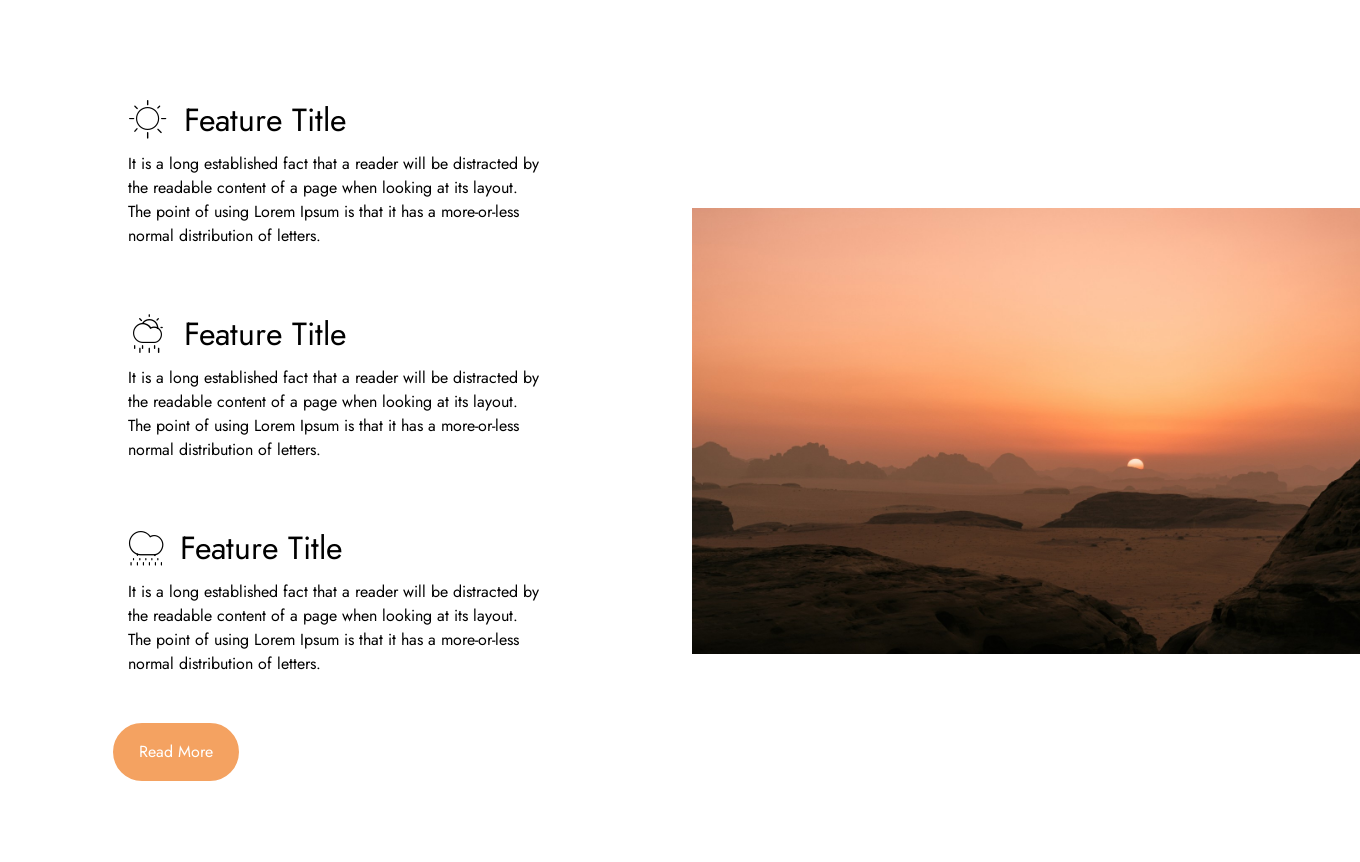 Feature Title
It is a long established fact that a reader will be distracted by
the readable content of a page when looking at its layout.
The point of using Lorem Ipsum is that it has a more-or-less
normal distribution of letters.
Feature Title
It is a long established fact that a reader will be distracted by
the readable content of a page when looking at its layout.
The point of using Lorem Ipsum is that it has a more-or-less
normal distribution of letters.
Feature Title
It is a long established fact that a reader will be distracted by
the readable content of a page when looking at its layout.
The point of using Lorem Ipsum is that it has a more-or-less
normal distribution of letters.
Read More